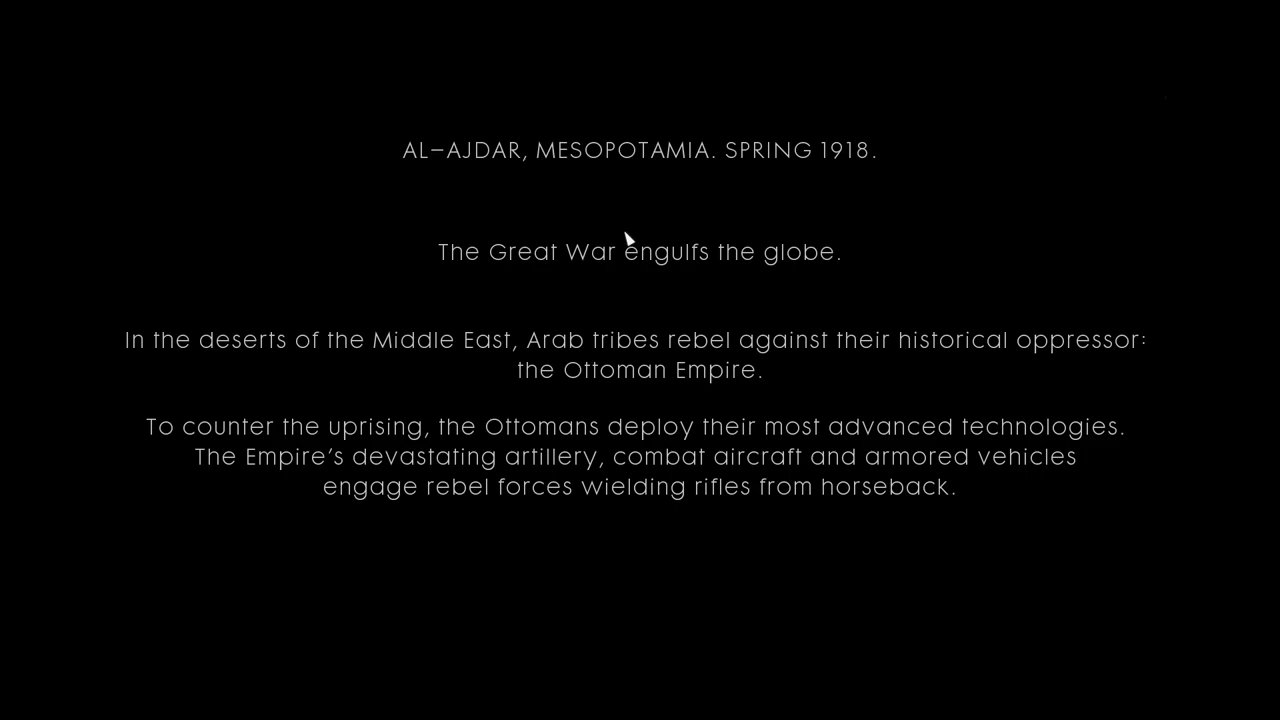 AL–AJDAR, MESOPOTAMIA. SPRING 1918.
The Great War engulfs the globe.
In the deserts of the Middle East, Arab tribes rebel against their historical oppressor:
the Ottoman Empire.
To counter the uprising, the Ottomans deploy their most advanced technologies.
The Empire’s devastating artillery, combat aircraft and armored vehicles
engage rebel forces wielding rifles from horseback.